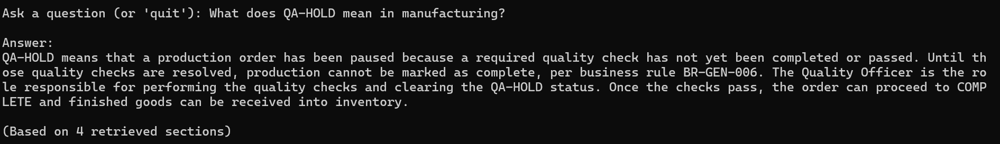 Ask a question (or 'quit'): What does QA-HOLD mean in manufacturing?
Answer:
QA-HOLD means that a production order has been paused because a required quality check has not yet been completed or passed. Until th
ose quality checks are resolved, production cannot be marked as complete, per business rule BR-GEN-006. The Quality Officer is the ro
le responsible for performing the quality checks and clearing the QA-HOLD status. Once the checks pass, the order can proceed to COMP
LETE and finished goods can be received into inventory.
(Based on 4 retrieved sections)